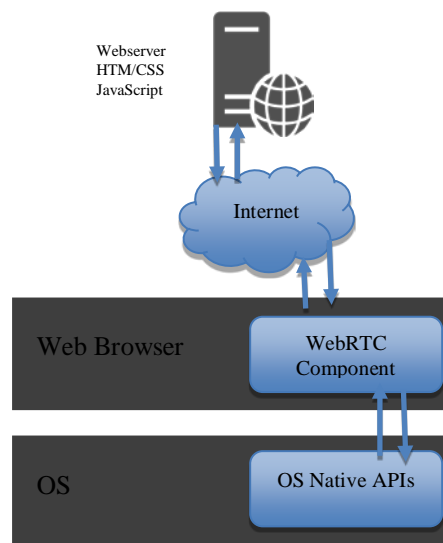 Webserver
HTM/CSS
JavaScript
Internet
Web Browser
WebRTC
Component
OS
OS Native APIs